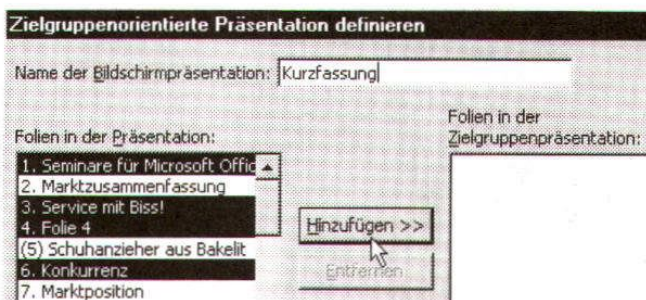 Zielgruppenorientierte Präsentation definieren
Name der Bildschirmpräsentation: Kurzfassung
Folien in der Präsentation:
1. Seminare für Microsoft Offic
2. Marktzusammenfassung
3. Service mit Biss!
4. Folie 4
(5) Schuhanzieher aus Bakelit
6. Konkurrenz
7. Marktposition
Hinzufügen >>
Entfernen
Folien in der
Zielgruppenpräsentation: